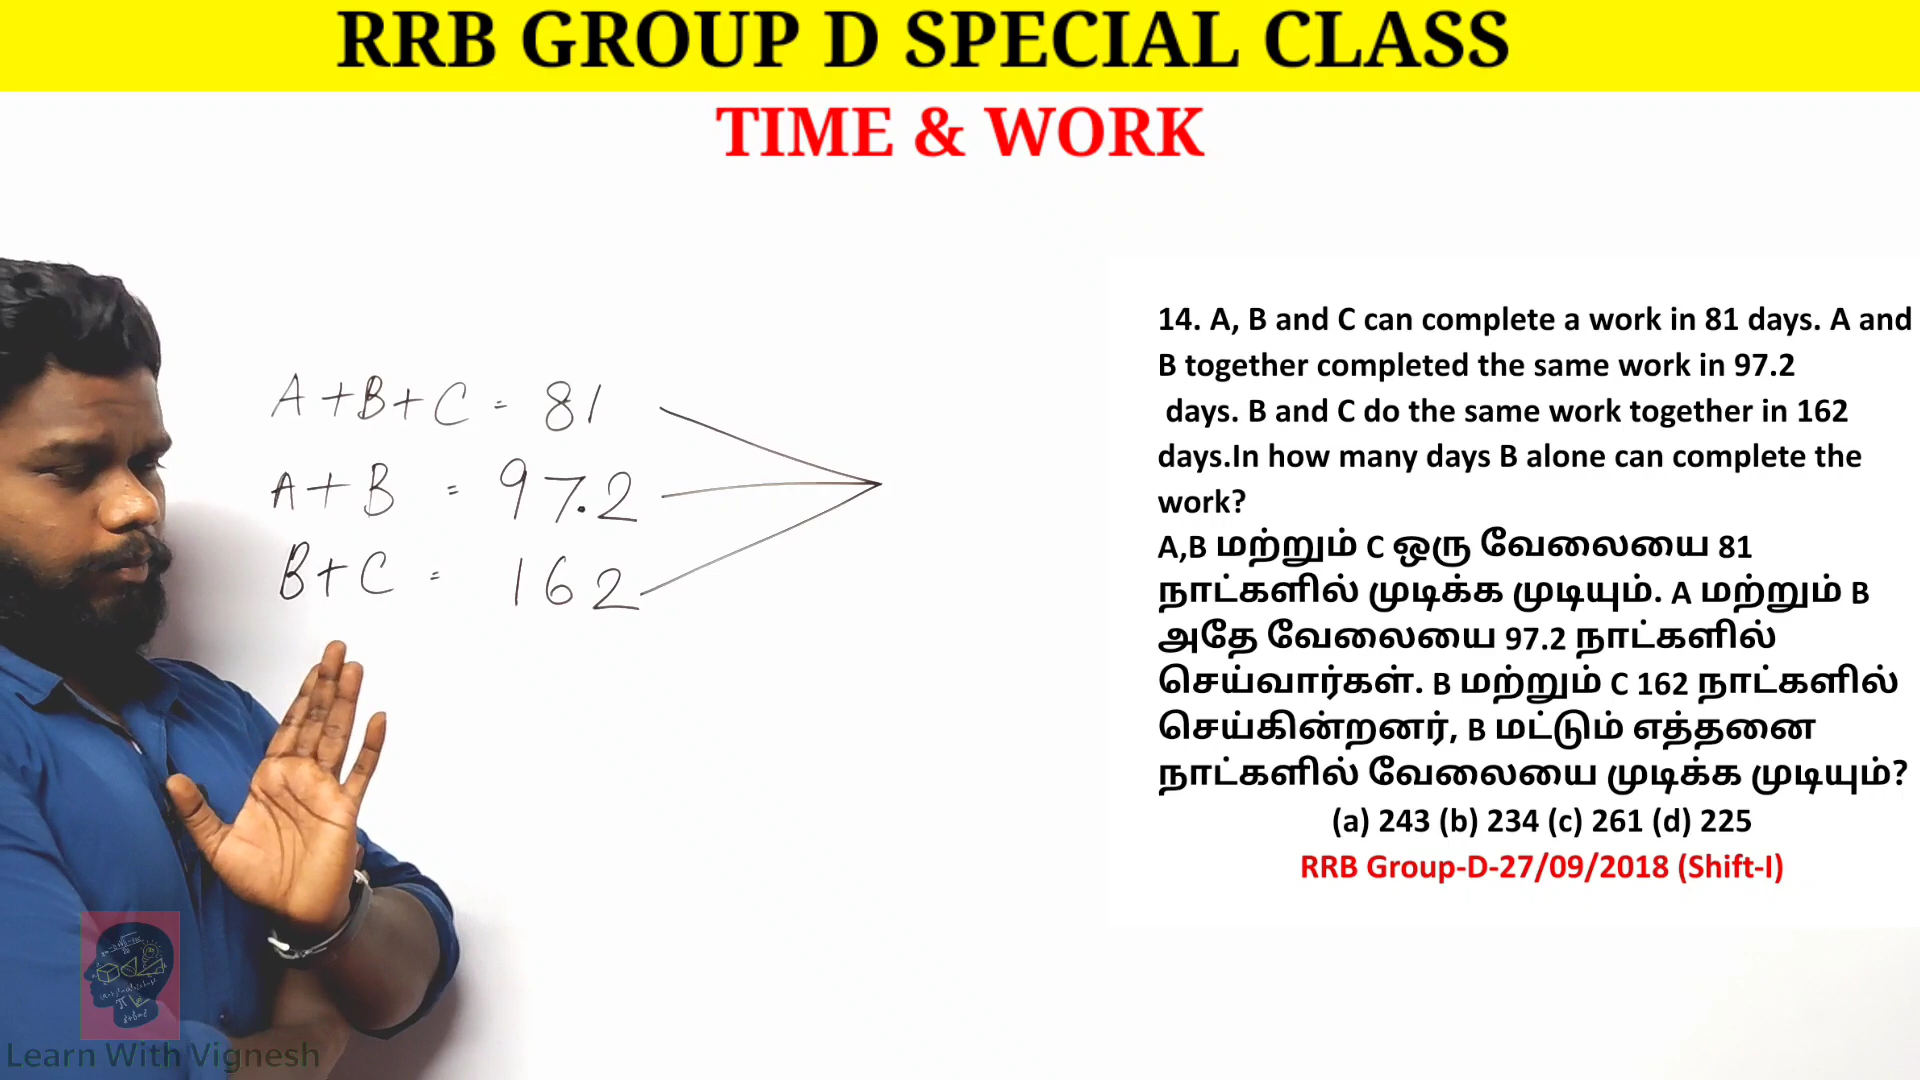 RRB GROUP D SPECIAL CLASS
TIME & WORK
A+B+C = 81
A+B = 97.2
B+C = 162
14. A, B and C can complete a work in 81 days. A and
B together completed the same work in 97.2
days. B and C do the same work together in 162
days.In how many days B alone can complete the
work?
A,B மற்றும் C ஒரு வேலையை 81
நாட்களில் முடிக்க முடியும். A மற்றும் B
அதே வேலையை 97.2 நாட்களில்
செய்வார்கள். B மற்றும் C 162 நாட்களில்
செய்கின்றனர், B மட்டும் எத்தனை
நாட்களில் வேலையை முடிக்க முடியும்?
(a) 243 (b) 234 (c) 261 (d) 225
RRB Group-D-27/09/2018 (Shift-I)
Learn With Vignesh